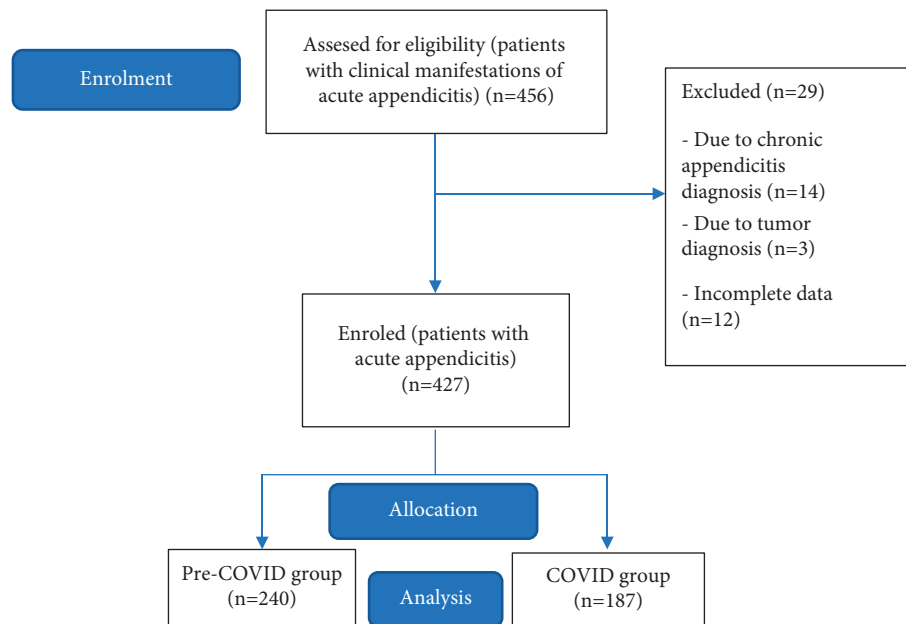 Enrolment
Assesed for eligibility (patients
with clinical manifestations of
acute appendicitis) (n=456)
Excluded (n=29)
- Due to chronic
appendicitis
diagnosis (n=14)
- Due to tumor
diagnosis (n=3)
- Incomplete data
(n=12)
Enroled (patients with
acute appendicitis)
(n=427)
Allocation
Pre-COVID group
(n=240)
Analysis
COVID group
(n=187)